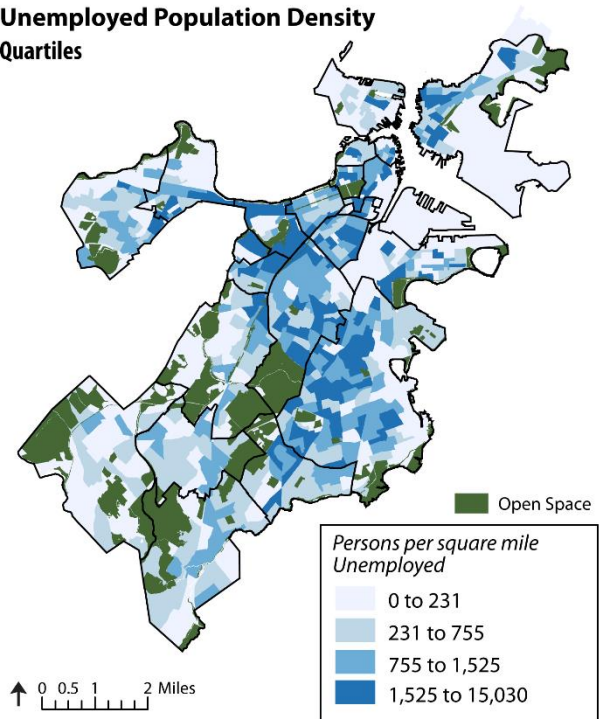 Unemployed Population Density
Quartiles
Open Space
Persons per square mile
Unemployed
0 to 231
231 to 755
755 to 1,525
1,525 to 15,030
0 0.5 1 2 Miles